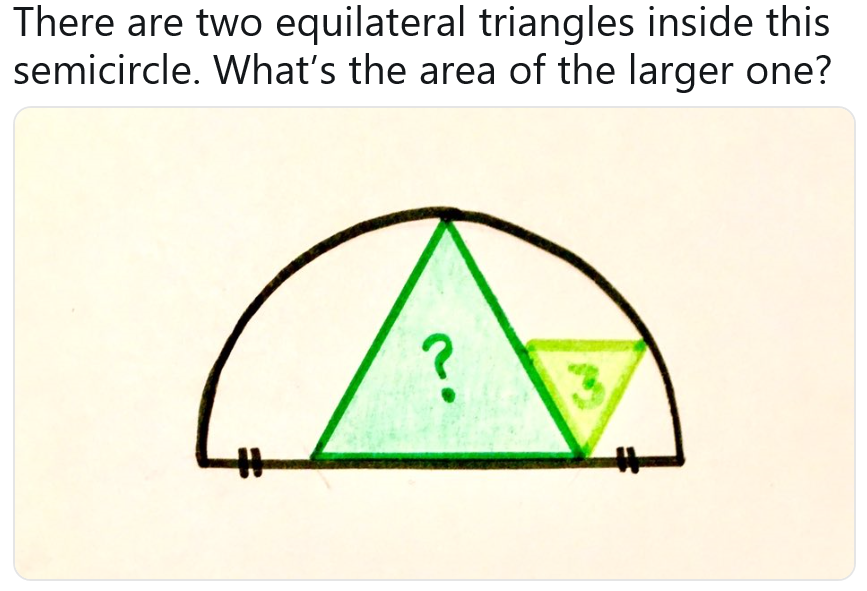 There are two equilateral triangles inside this
semicircle. What's the area of the larger one?
?
3